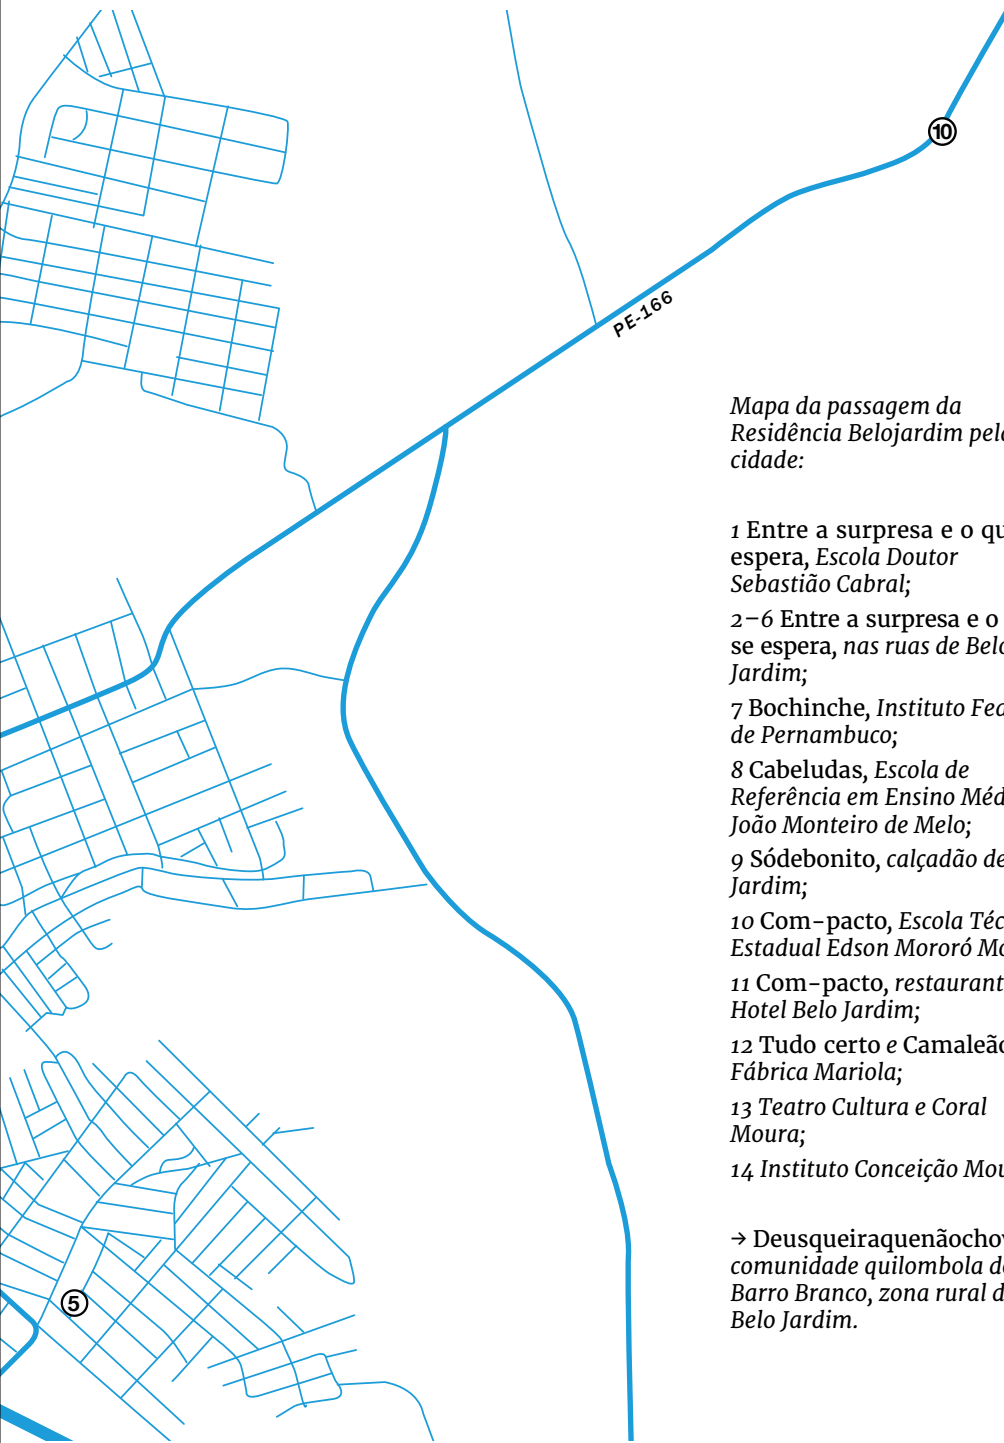 10
PE-166
Mapa da passagem da
Residência Belojardim pela
cidade:
1 Entre a surpresa e o qu
espera, Escola Doutor
Sebastião Cabral;
2–6 Entre a surpresa e o
se espera, nas ruas de Belo
Jardim;
7 Bochinche, Instituto Fed
de Pernambuco;
8 Cabeludas, Escola de
Referência em Ensino Méd
João Monteiro de Melo;
9 Sódebonito, calçadão de
Jardim;
10 Com-pacto, Escola Téc
Estadual Edson Mororó Mo
11 Com-pacto, restaurant
Hotel Belo Jardim;
12 Tudo certo e Camaleão
Fábrica Mariola;
13 Teatro Cultura e Coral
Moura;
14 Instituto Conceição Mou
→ Deusqueiraquenãochov
comunidade quilombola de
Barro Branco, zona rural d
Belo Jardim.
5